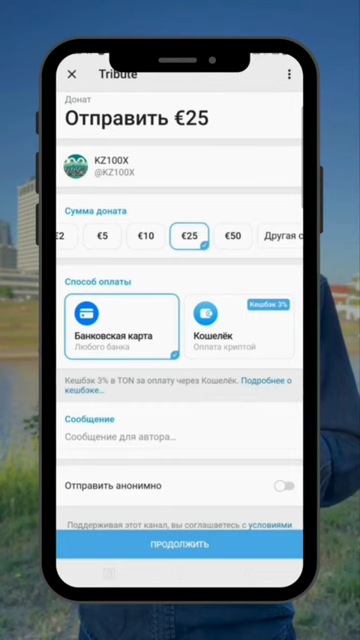 Tribute
Донат
Отправить €25
KZ100X
@KZ100X
Сумма доната
€2 €5 €10 €25 €50 Другая с
Способ оплаты
Кешбэк 3%
Банковская карта Кошелёк
Любого банка Оплата криптой
Кешбэк 3% в TON за оплату через Кошелёк. Подробнее о
кешбэке...
Сообщение
Сообщение для автора...
Отправить анонимно
Поддерживая этот канал, вы соглашаетесь с условиями
ПРОДОЛЖИТЬ